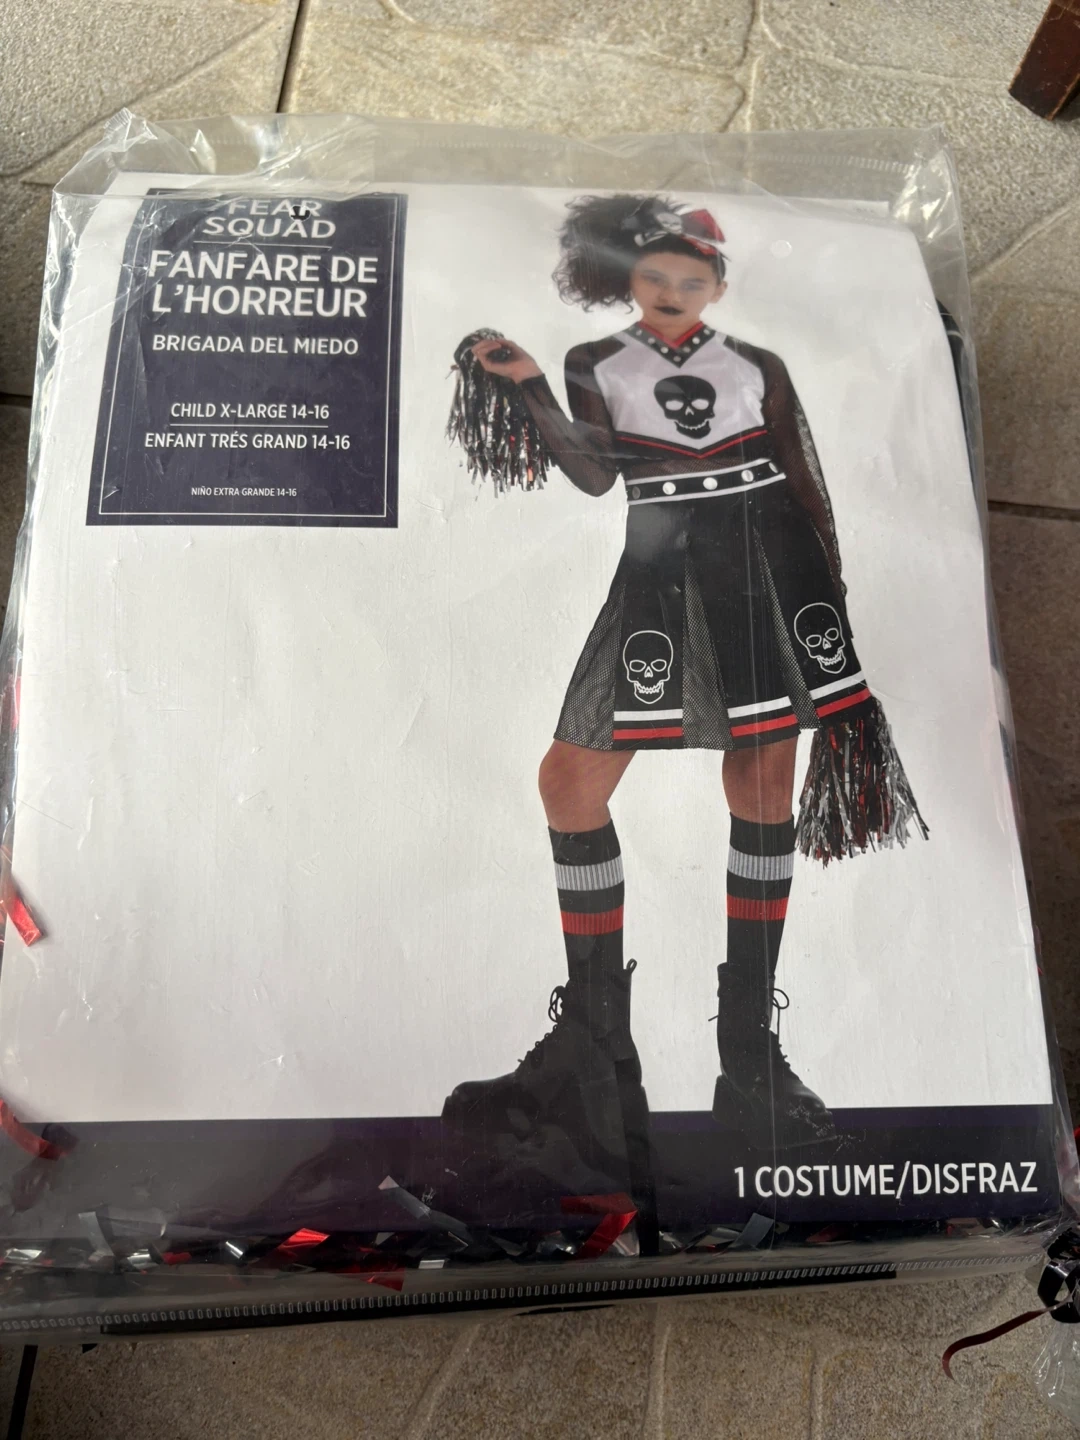 FEAR
SQUAD
FANFARE DE
L'HORREUR
BRIGADA DEL MIEDO
CHILD X-LARGE 14-16
ENFANT TRÉS GRAND 14-16
NIÑO EXTRA GRANDE 14-16
1 COSTUME/DISFRAZ